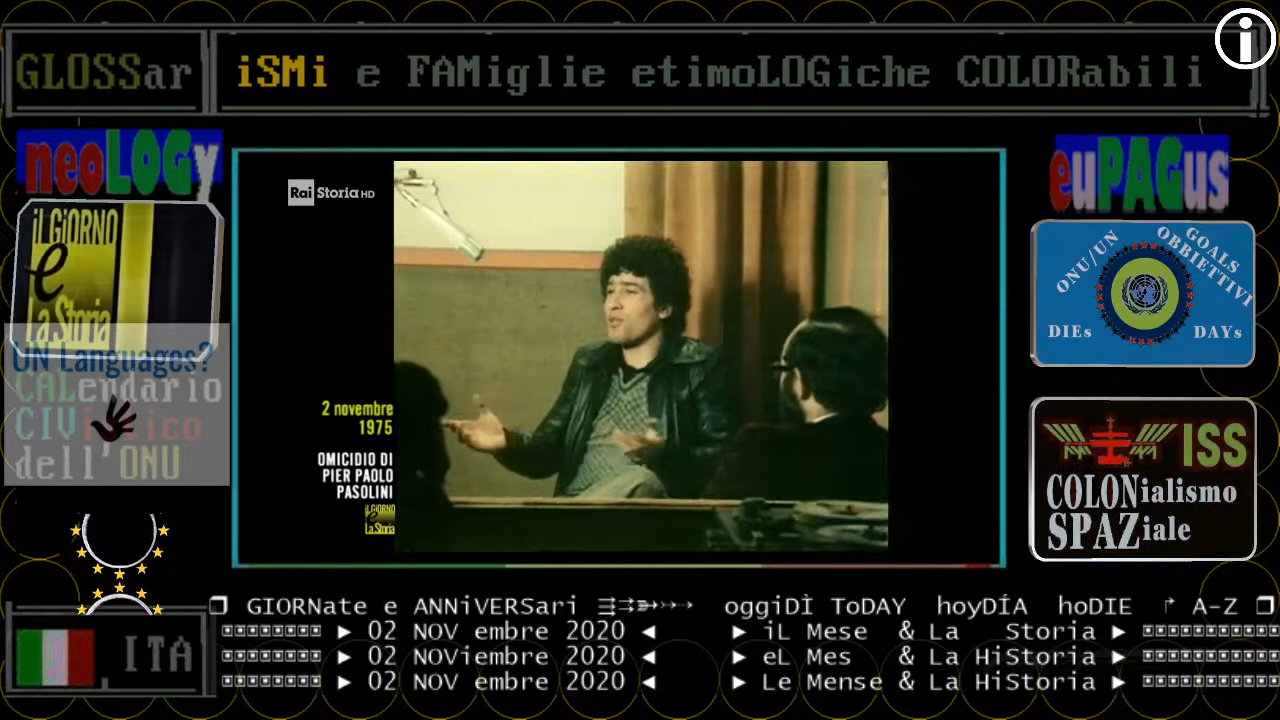 GLOSSar
iSMi e FAMiglie etimoLOGiche COLORabili
neoLOGy
iL GiORNO
e
La Storia
UN Languages?
CALendario
CIVi
dell'ONU
Rai Storia HD
2 novembre
1975
OMICIDIO DI
PIER PAOLO
PASOLINI
iL GiORNO
e
La Storia
euPAGus
ONU/UN
GOALS
OBBIETTIVI
DIEs
DAYs
ISS
COLONialismo
SPAZiale
ITA
GIORNate e ANNiVERSari oggiDÌ ToDAY hoyDÍA hoDIE A-Z
02 NOV embre 2020 iL Mese & La Storia
02 NOViembre 2020 eL Mes & La HiStoria
02 NOV embre 2020 Le Mense & La HiStoria